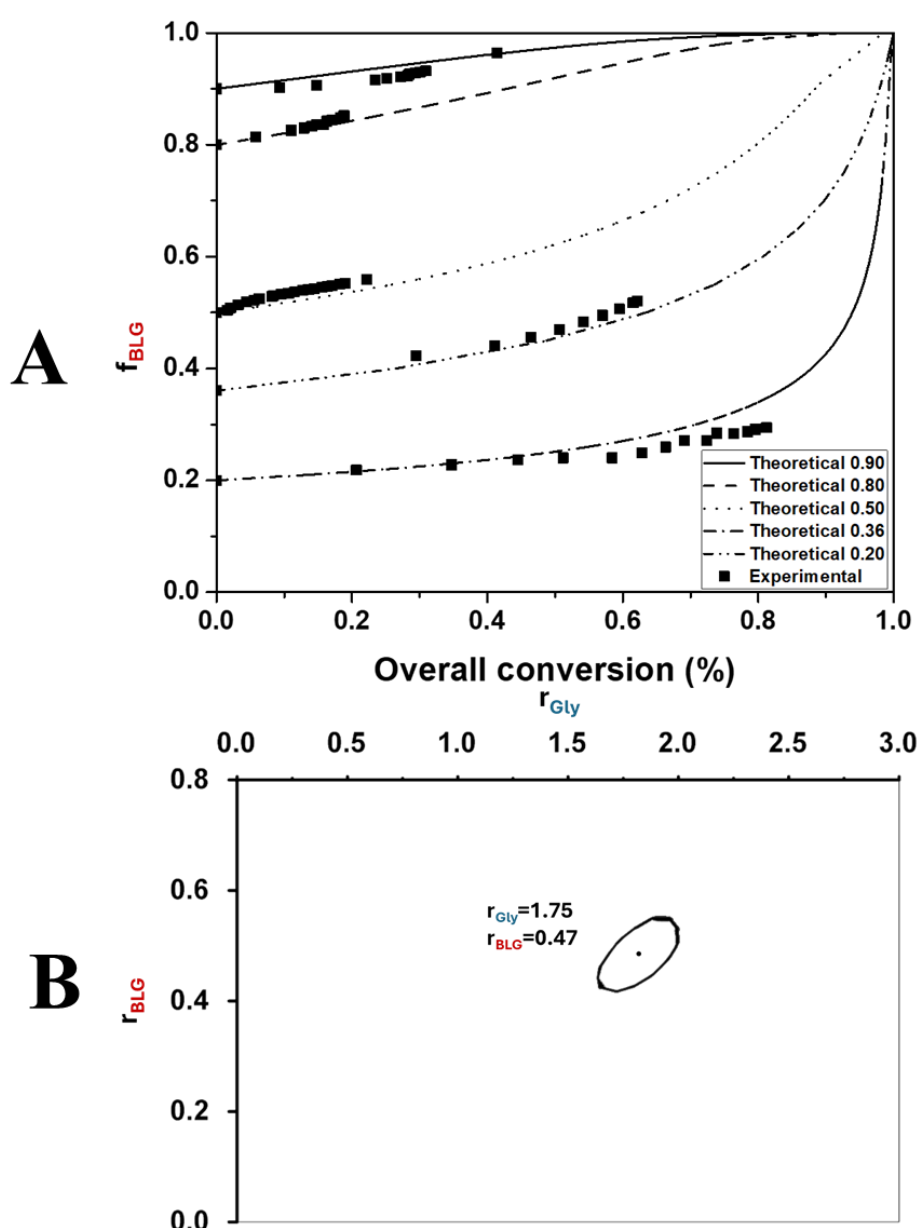 A
f_BLG
1.0
0.8
0.6
0.4
0.2
0.0
0.0 0.2 0.4 0.6 0.8 1.0
Theoretical 0.90
Theoretical 0.80
Theoretical 0.50
Theoretical 0.36
Theoretical 0.20
Experimental
Overall conversion (%)
r_Gly
0.0 0.5 1.0 1.5 2.0 2.5 3.0
B
r_BLG
0.8
0.6
0.4
0.2
0.0
r_Gly=1.75
r_BLG=0.47